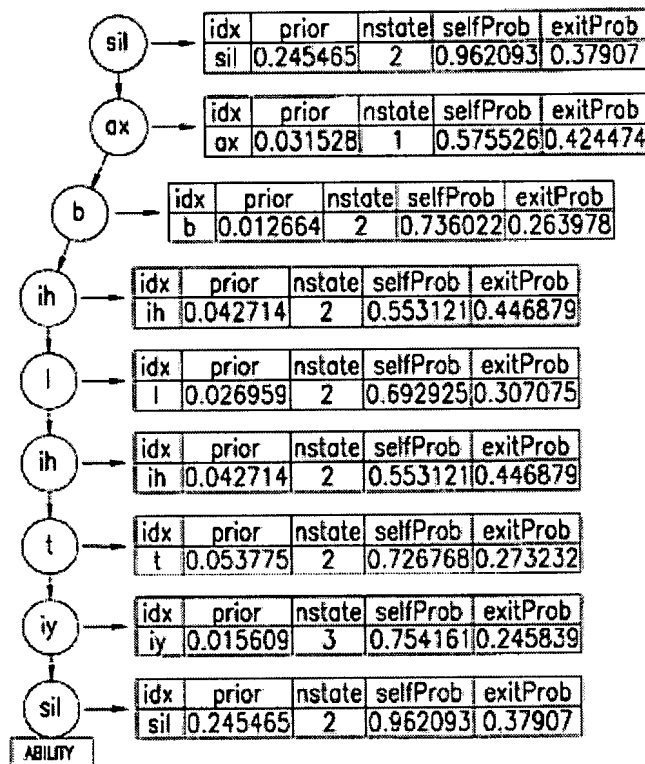 idx prior nstate selfProb exitProb
sil sil 0.245465 2 0.962093 0.37907
idx prior nstate selfProb exitProb
ax ax 0.031528 1 0.575526 0.424474
idx prior nstate selfProb exitProb
b b 0.012664 2 0.736022 0.263978
idx prior nstate selfProb exitProb
ih ih 0.042714 2 0.553121 0.446879
idx prior nstate selfProb exitProb
l l 0.026959 2 0.692925 0.307075
idx prior nstate selfProb exitProb
ih ih 0.042714 2 0.553121 0.446879
idx prior nstate selfProb exitProb
t t 0.053775 2 0.726768 0.273232
idx prior nstate selfProb exitProb
iy iy 0.015609 3 0.754161 0.245839
idx prior nstate selfProb exitProb
sil sil 0.245465 2 0.962093 0.37907
ABILITY